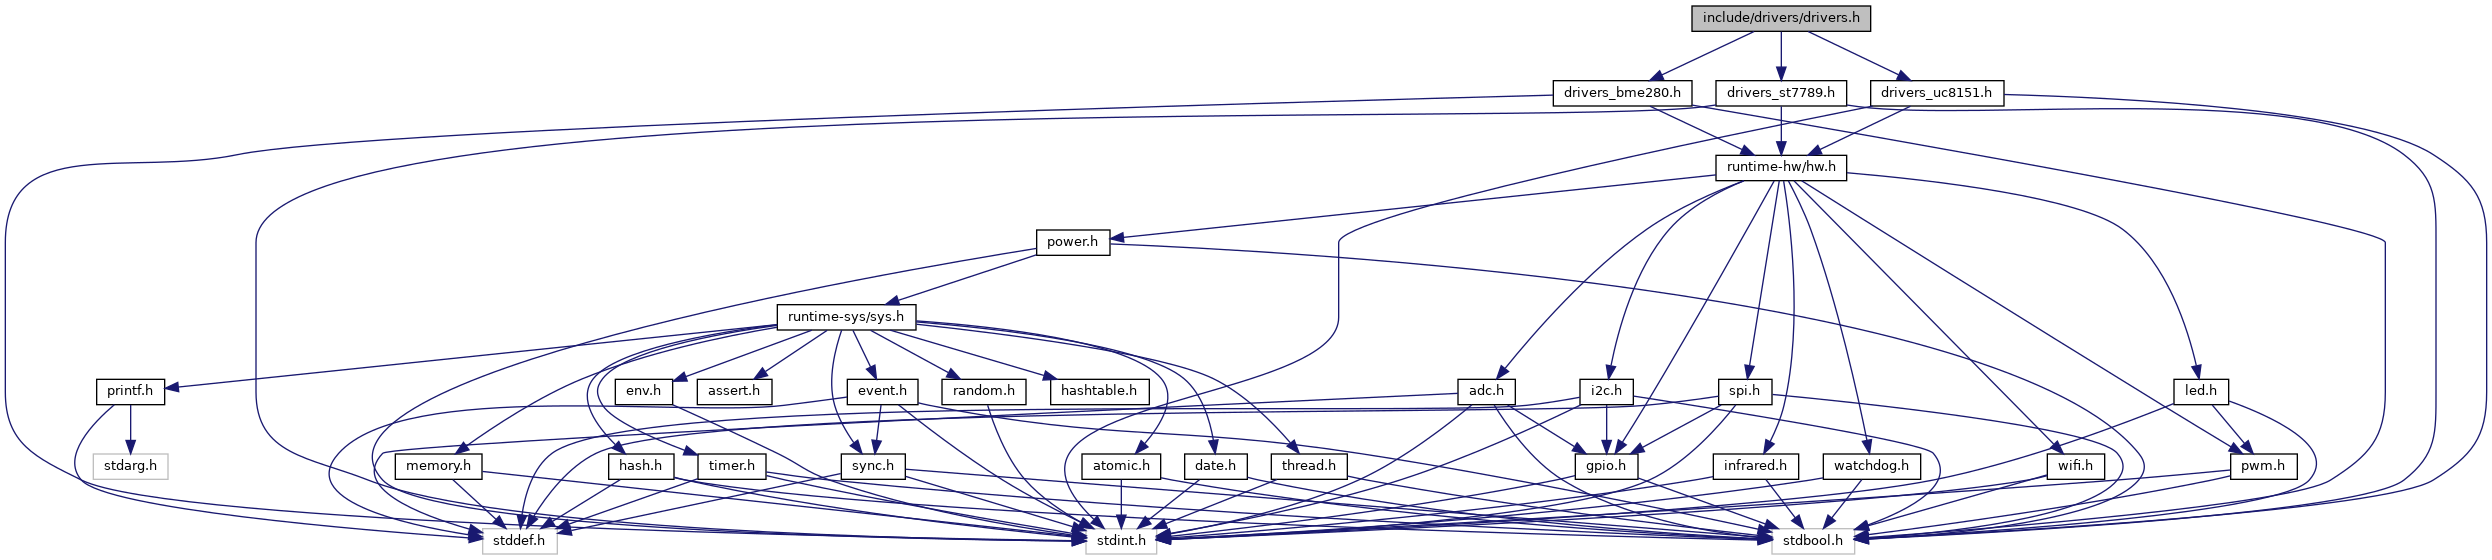 include/drivers/drivers.h
drivers_bme280.h
drivers_st7789.h
drivers_uc8151.h
runtime-hw/hw.h
power.h
runtime-sys/sys.h
printf.h
env.h
assert.h
event.h
random.h
hashtable.h
adc.h
i2c.h
spi.h
led.h
stdarg.h
memory.h
hash.h
timer.h
sync.h
atomic.h
date.h
thread.h
gpio.h
infrared.h
watchdog.h
wifi.h
pwm.h
stddef.h
stdint.h
stdbool.h